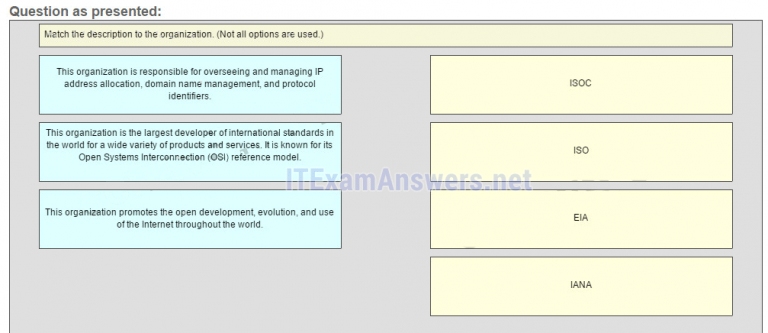 Question as presented:
Match the description to the organization. (Not all options are used.)
This organization is responsible for overseeing and managing IP
address allocation, domain name management, and protocol
identifiers.
ISOC
This organization is the largest developer of international standards in
the world for a wide variety of products and services. It is known for its
Open Systems Interconnection (OSI) reference model.
ISO
ITExamAnswers.net
This organization promotes the open development, evolution, and use
of the Internet throughout the world.
EIA
IANA